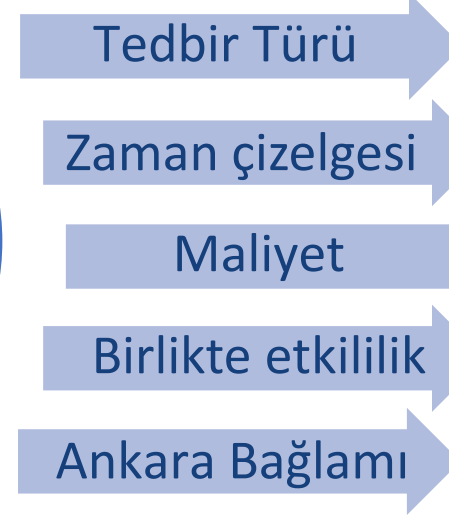 Tedbir Türü
Zaman çizelgesi
Maliyet
Birlikte etkililik
Ankara Bağlamı